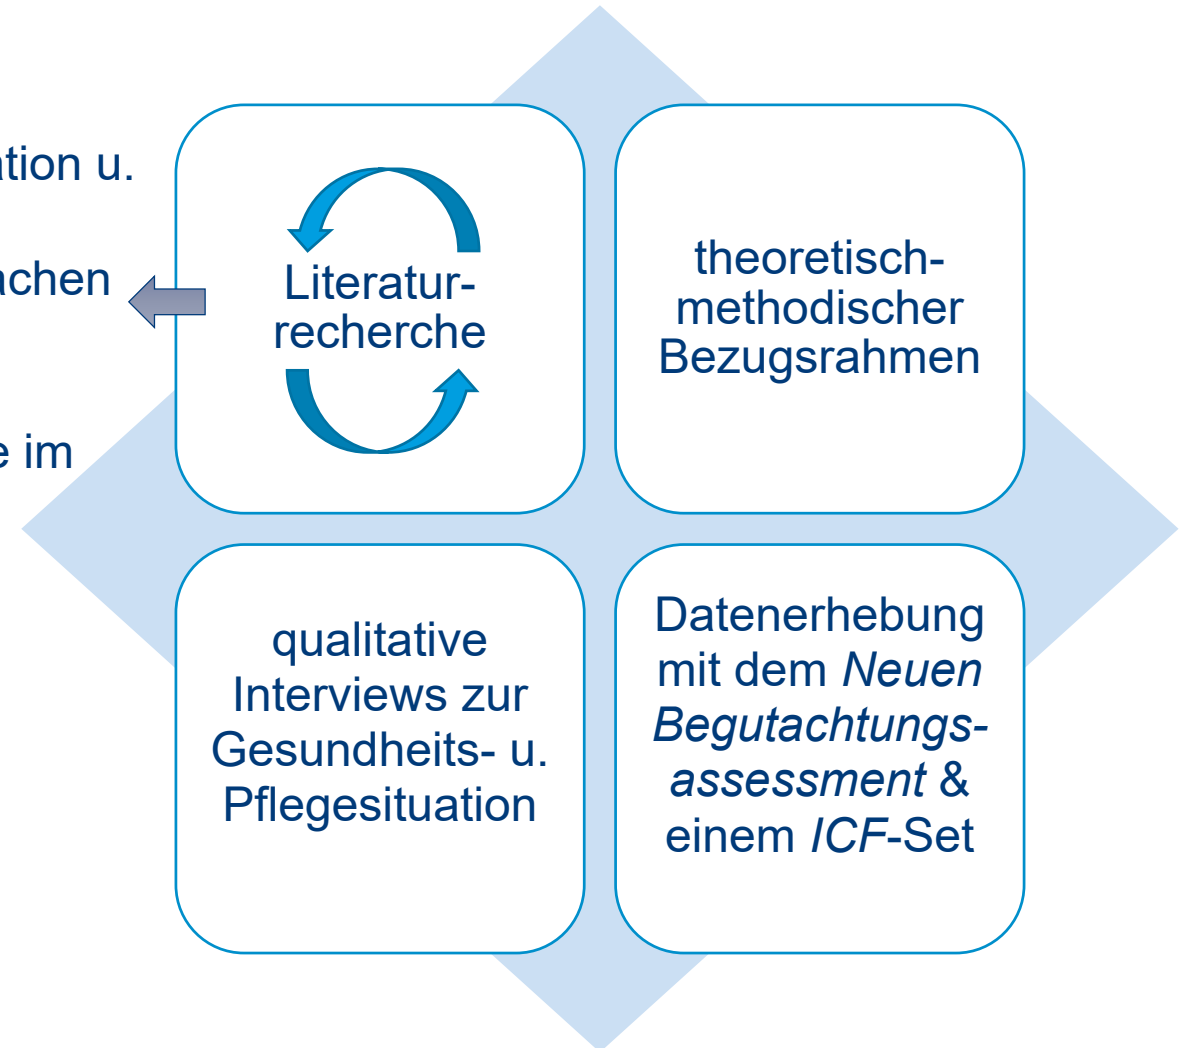 ation u.
achen
e im
Literatur-
recherche
theoretisch-
methodischer
Bezugsrahmen
qualitative
Interviews zur
Gesundheits- u.
Pflegesituation
Datenerhebung
mit dem Neuen
Begutachtungs-
assessment &
einem ICF-Set